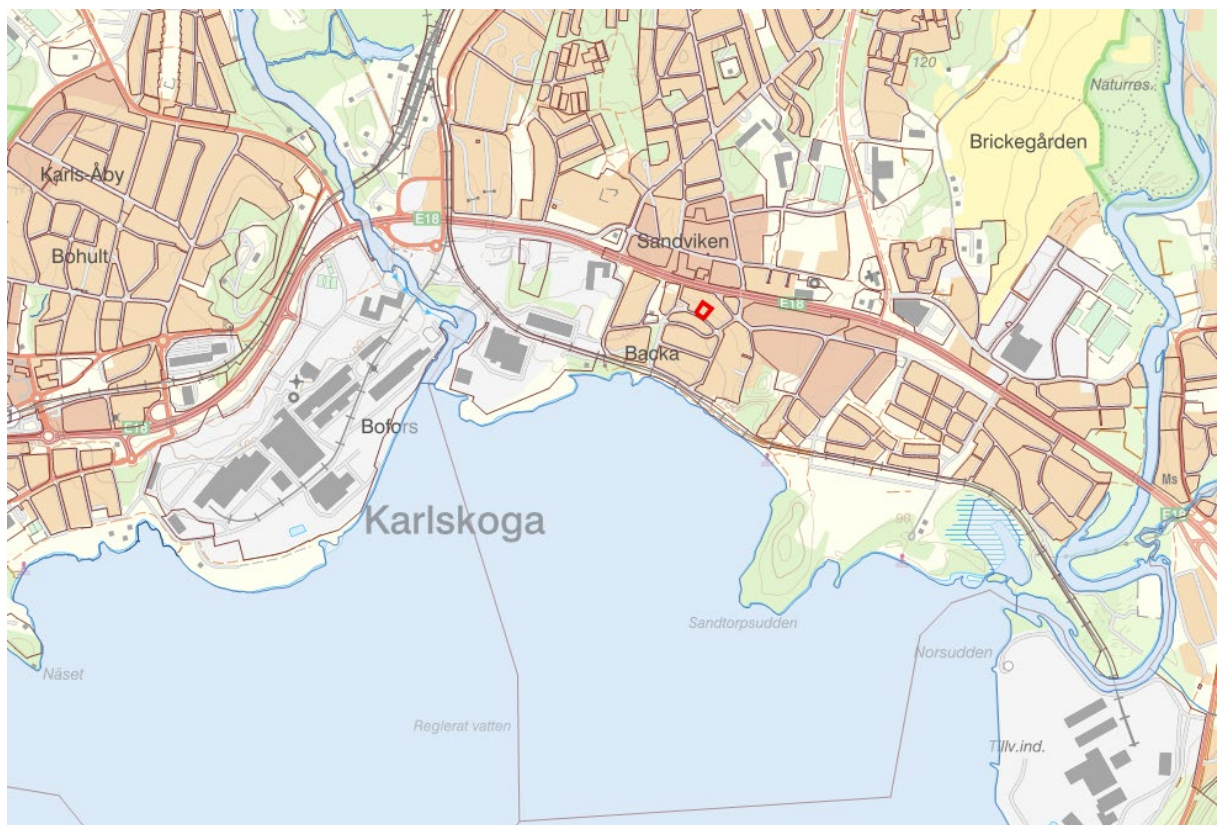 120
Naturres.
Brickegården
Karls-Åby
E18
Sandviken
Bohult
E18
Backa
E18
Bofors
Ms
Karlskoga
90
E18
Sandtorpsudden
Norsudden
Näset
Reglerat vatten
Tillv.ind.